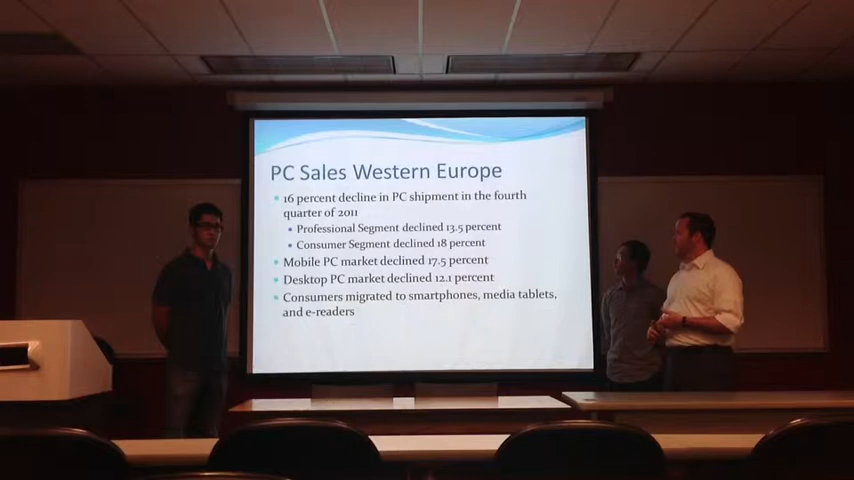 PC Sales Western Europe
16 percent decline in PC shipment in the fourth
quarter of 2011
Professional Segment declined 13.5 percent
Consumer Segment declined 18 percent
Mobile PC market declined 17.5 percent
Desktop PC market declined 12.1 percent
Consumers migrated to smartphones, media tablets,
and e-readers